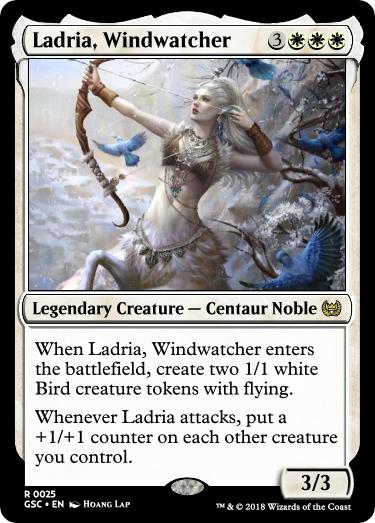 Ladria, Windwatcher 3
Legendary Creature — Centaur Noble
When Ladria, Windwatcher enters
the battlefield, create two 1/1 white
Bird creature tokens with flying.
Whenever Ladria attacks, put a
+1/+1 counter on each other creature
you control.
3/3
R 0025
GSC • EN Hoang Lap
™ & © 2018 Wizards of the Coast